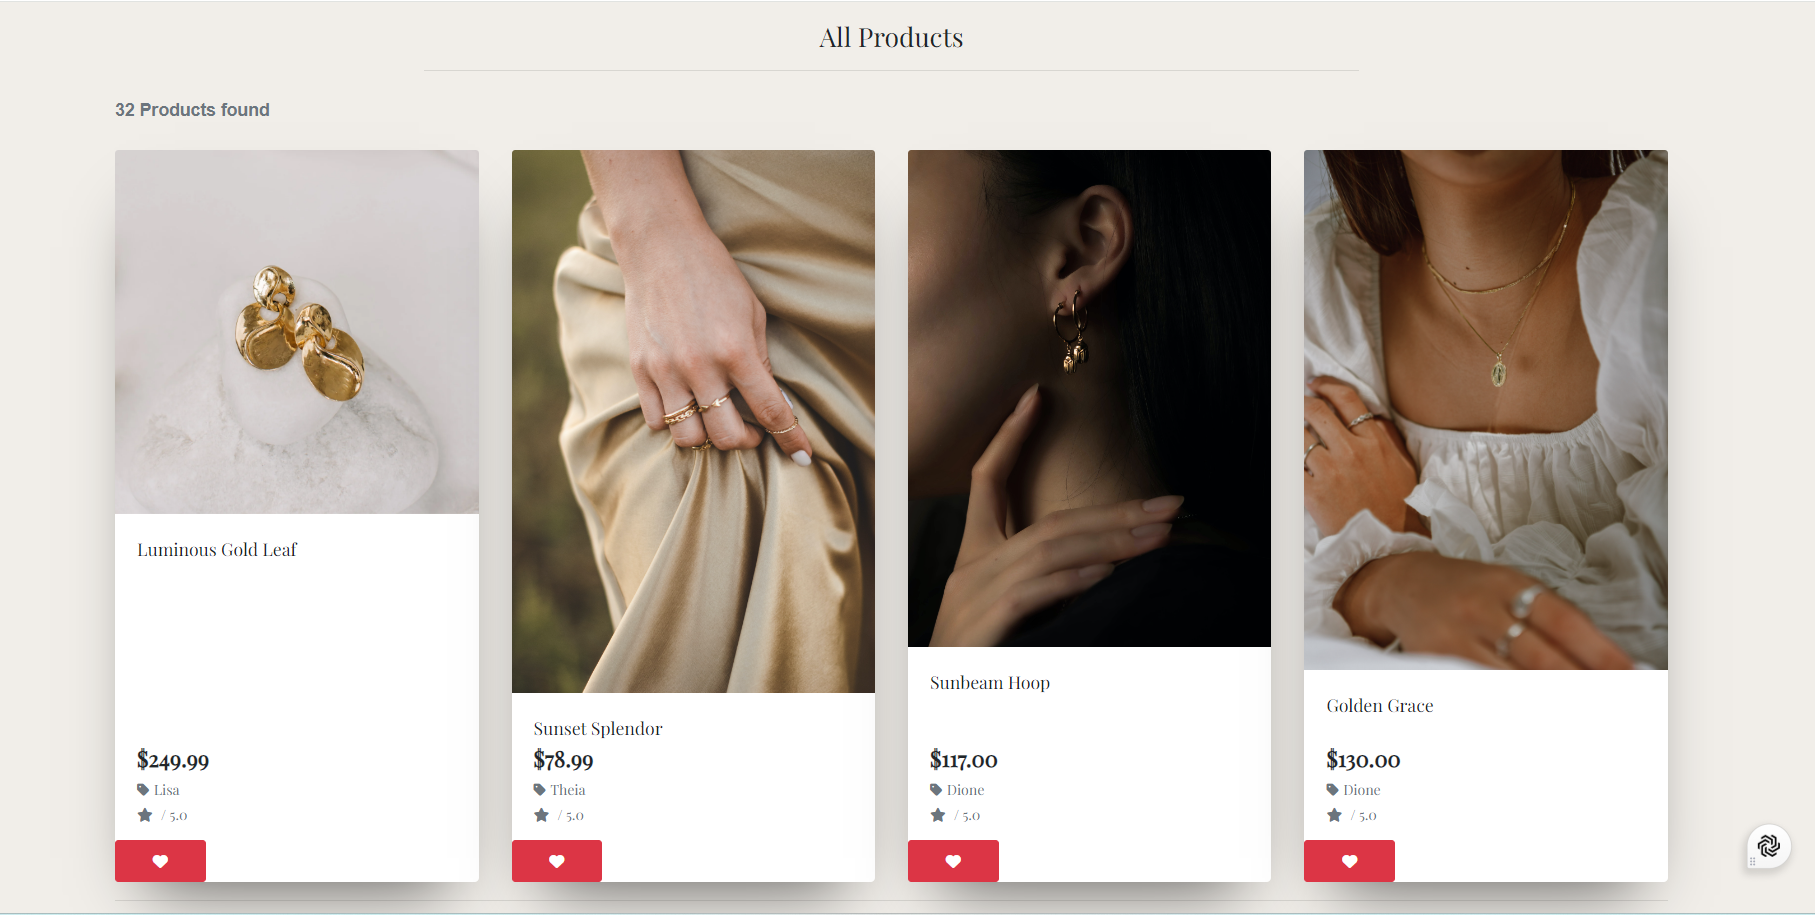 All Products
32 Products found
Luminous Gold Leaf
$249.99
Lisa
/ 5.0
Sunset Splendor
$78.99
Theia
/ 5.0
Sunbeam Hoop
$117.00
Dione
/ 5.0
Golden Grace
$130.00
Dione
/ 5.0